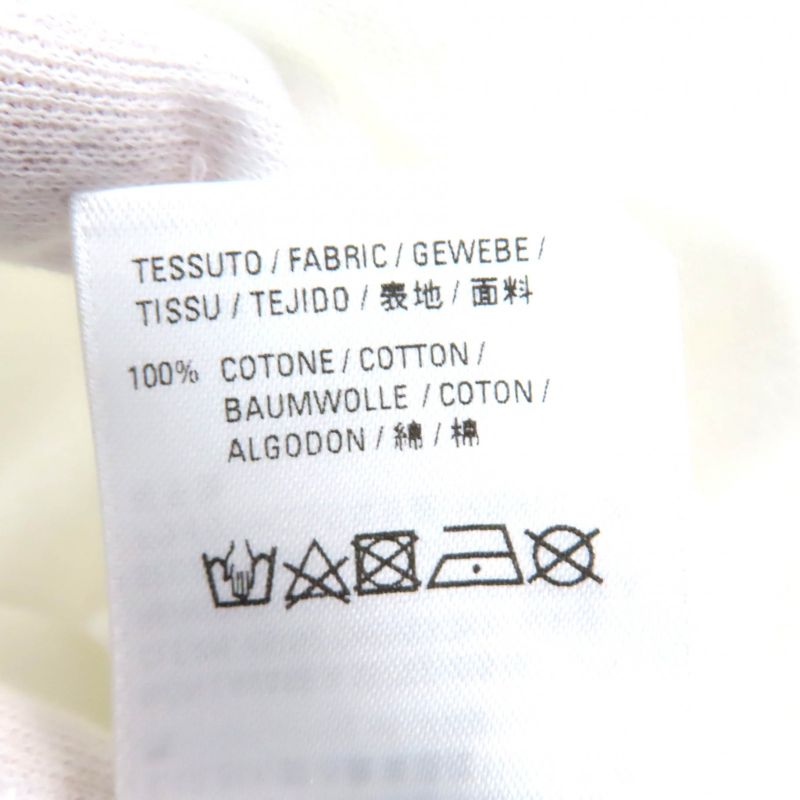 TESSUTO / FABRIC / GEWEBE /
TISSU / TEJIDO / 表地 / 面料
100% COTONE / COTTON /
BAUMWOLLE / COTON /
ALGODON / 綿 / 棉